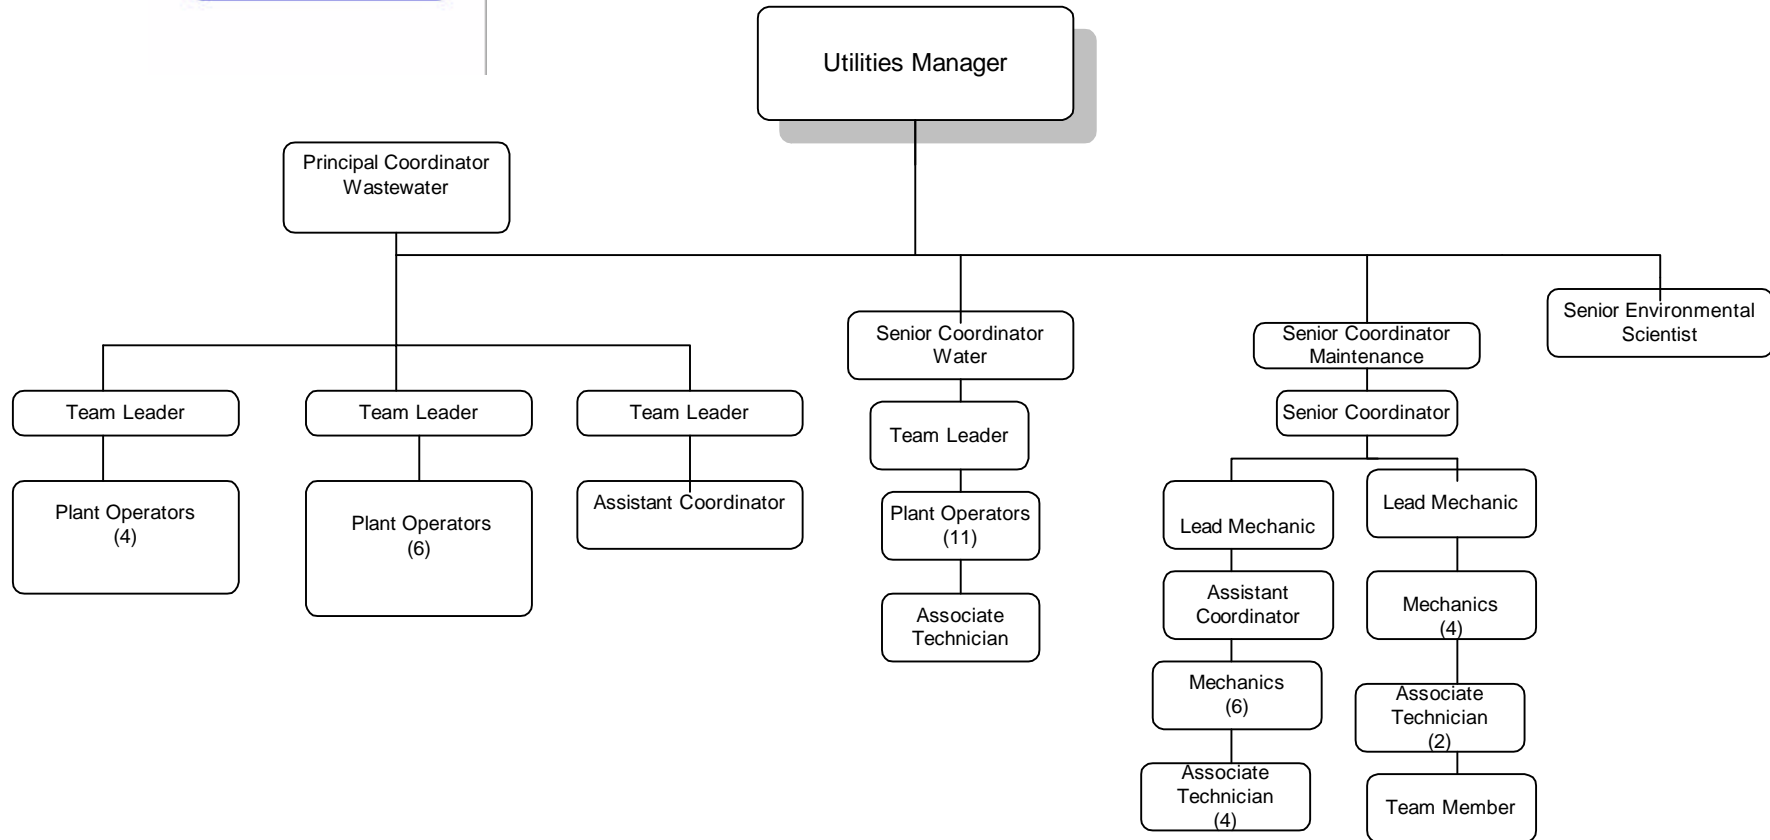 Utilities Manager
Principal Coordinator
Wastewater
Senior Environmental
Scientist
Senior Coordinator
Water
Senior Coordinator
Maintenance
Team Leader
Team Leader
Team Leader
Team Leader
Senior Coordinator
Plant Operators
(4)
Plant Operators
(6)
Assistant Coordinator
Plant Operators
(11)
Lead Mechanic
Lead Mechanic
Associate
Technician
Assistant
Coordinator
Mechanics
(4)
Mechanics
(6)
Associate
Technician
(2)
Associate
Technician
(4)
Team Member